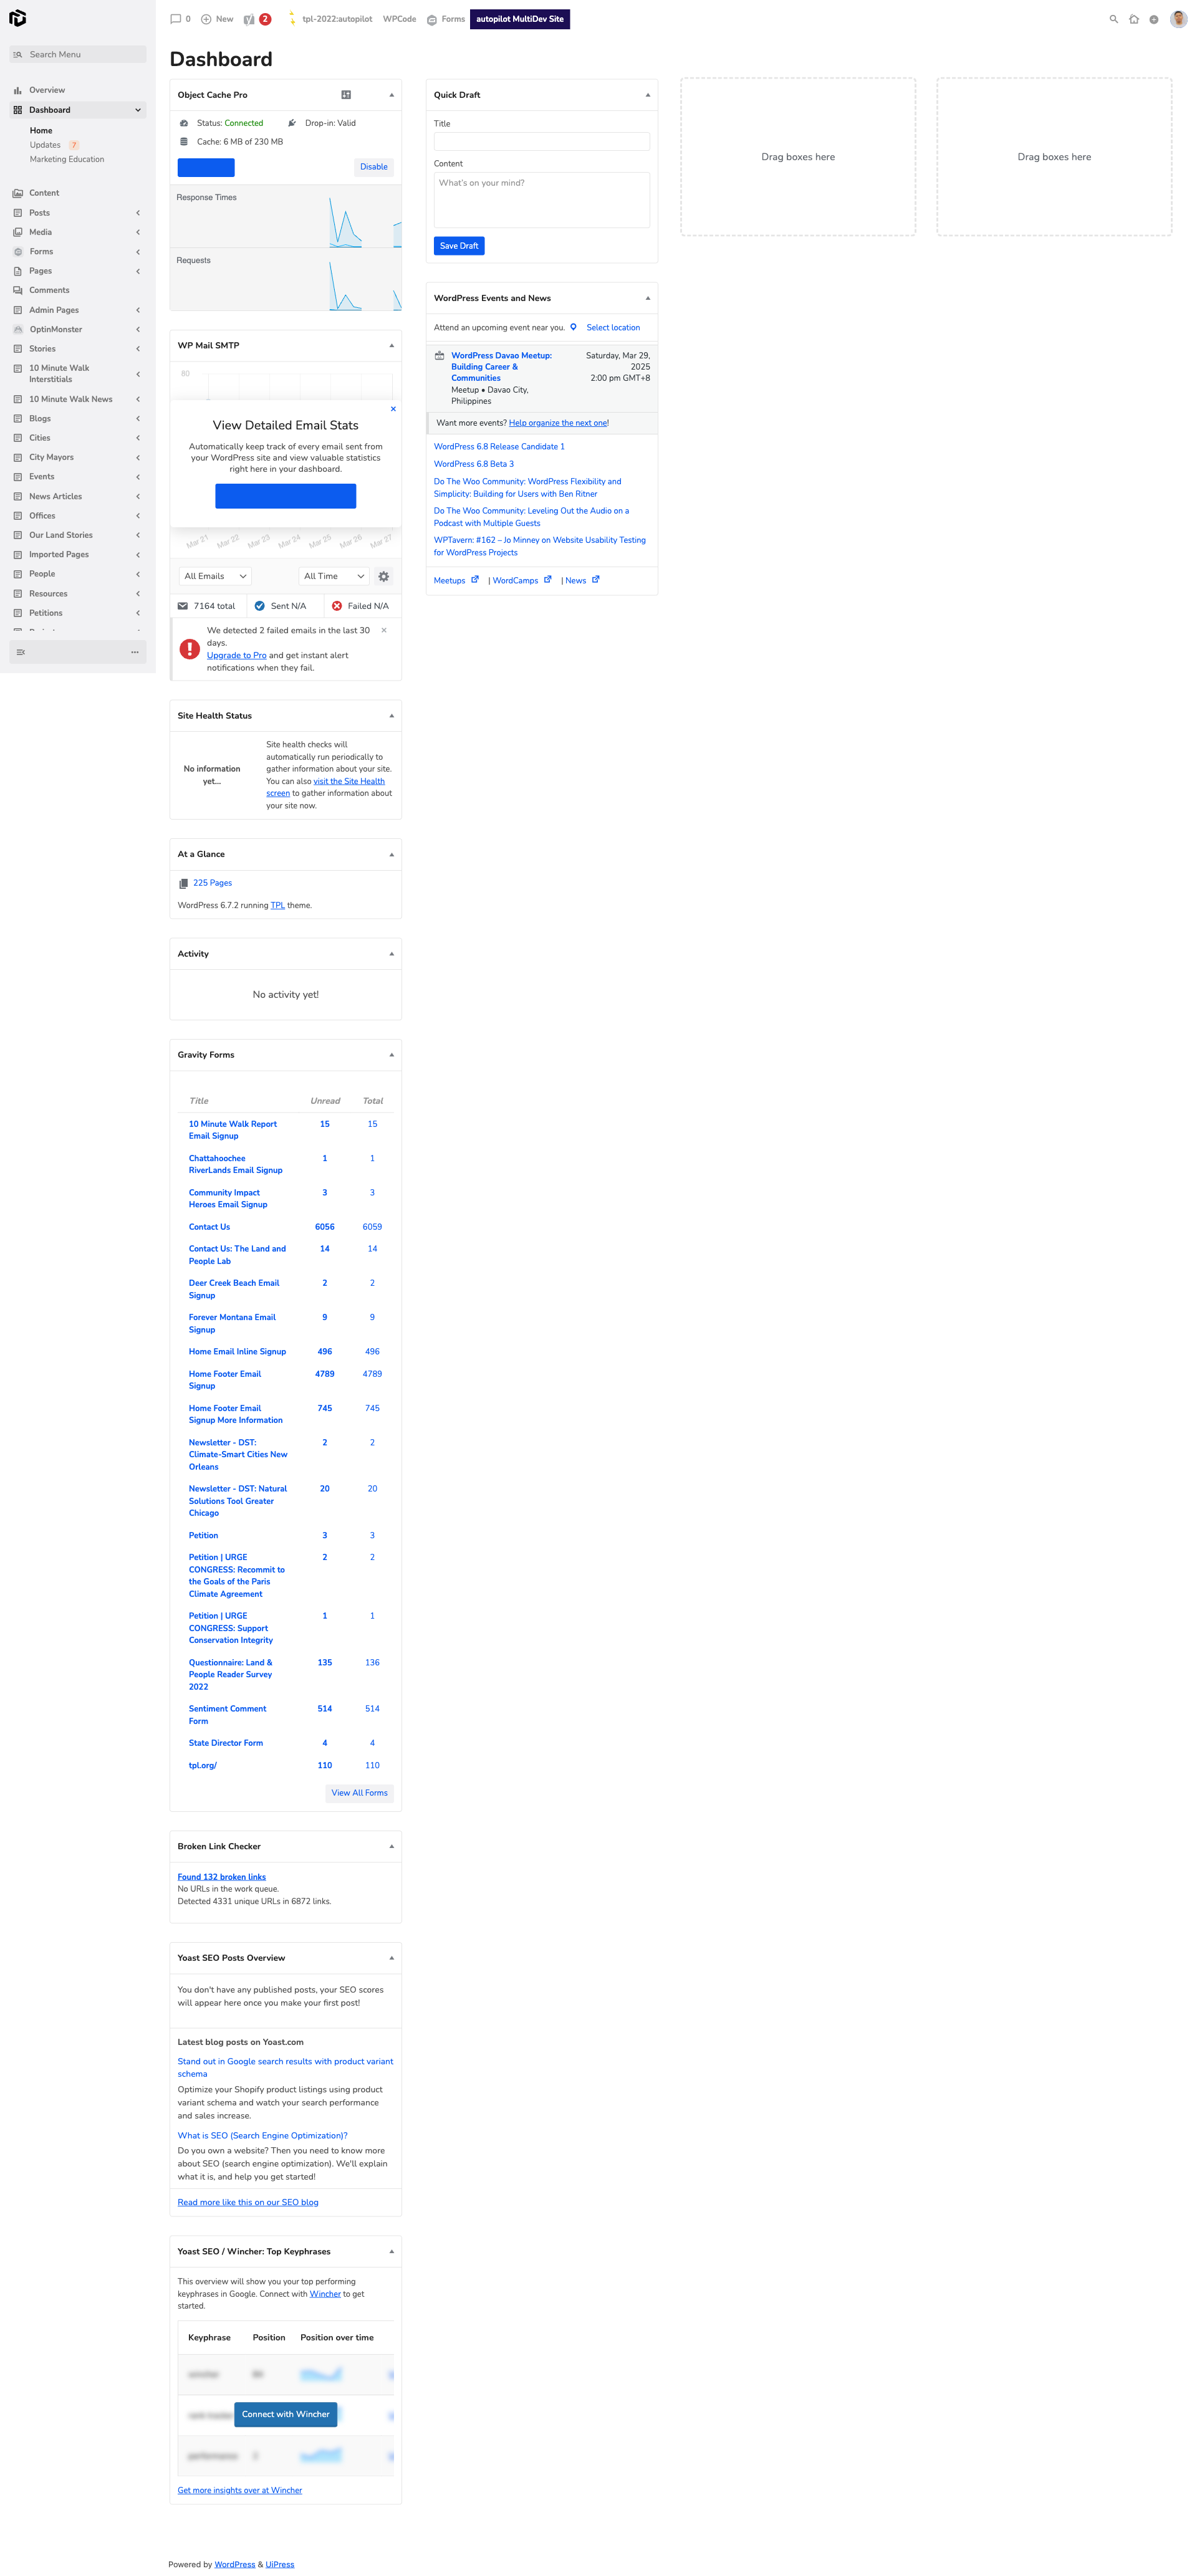 0
New
2
tpl-2022:autopilot
WPCode
Forms
autopilot MultiDev Site
Search Menu
Overview
Dashboard
Home
Updates 7
Marketing Education
Content
Posts
Media
Forms
Pages
Comments
Admin Pages
OptinMonster
Stories
10 Minute Walk
Interstitials
10 Minute Walk News
Blogs
Cities
City Mayors
Events
News Articles
Offices
Our Land Stories
Imported Pages
People
Resources
Petitions
Dashboard
Object Cache Pro
Status: Connected
Drop-in: Valid
Cache: 6 MB of 230 MB
Disable
Response Times
Requests
WP Mail SMTP
80
View Detailed Email Stats
Automatically keep track of every email sent from
your WordPress site and view valuable statistics
right here in your dashboard.
Mar 21 Mar 22 Mar 23 Mar 24 Mar 25 Mar 26 Mar 27
All Emails
All Time
7164 total
Sent N/A
Failed N/A
We detected 2 failed emails in the last 30
days.
Upgrade to Pro and get instant alert
notifications when they fail.
Site Health Status
No information
yet...
Site health checks will
automatically run periodically to
gather information about your site.
You can also visit the Site Health
screen to gather information about
your site now.
At a Glance
225 Pages
WordPress 6.7.2 running TPL theme.
Activity
No activity yet!
Gravity Forms
Title Unread Total
10 Minute Walk Report 15 15
Email Signup
Chattahoochee 1 1
RiverLands Email Signup
Community Impact 3 3
Heroes Email Signup
Contact Us 6056 6059
Contact Us: The Land and 14 14
People Lab
Deer Creek Beach Email 2 2
Signup
Forever Montana Email 9 9
Signup
Home Email Inline Signup 496 496
Home Footer Email 4789 4789
Signup
Home Footer Email 745 745
Signup More Information
Newsletter - DST: 2 2
Climate-Smart Cities New
Orleans
Newsletter - DST: Natural 20 20
Solutions Tool Greater
Chicago
Petition 3 3
Petition | URGE 2 2
CONGRESS: Recommit to
the Goals of the Paris
Climate Agreement
Petition | URGE 1 1
CONGRESS: Support
Conservation Integrity
Questionnaire: Land & 135 136
People Reader Survey
2022
Sentiment Comment 514 514
Form
State Director Form 4 4
tpl.org/ 110 110
View All Forms
Broken Link Checker
Found 132 broken links
No URLs in the work queue.
Detected 4331 unique URLs in 6872 links.
Yoast SEO Posts Overview
You don't have any published posts, your SEO scores
will appear here once you make your first post!
Latest blog posts on Yoast.com
Stand out in Google search results with product variant
schema
Optimize your Shopify product listings using product
variant schema and watch your search performance
and sales increase.
What is SEO (Search Engine Optimization)?
Do you own a website? Then you need to know more
about SEO (search engine optimization). We'll explain
what it is, and help you get started!
Read more like this on our SEO blog
Yoast SEO / Wincher: Top Keyphrases
This overview will show you your top performing
keyphrases in Google. Connect with Wincher to get
started.
Keyphrase Position Position over time
Connect with Wincher
Get more insights over at Wincher
Quick Draft
Title
Content
What's on your mind?
Save Draft
WordPress Events and News
Attend an upcoming event near you. Select location
WordPress Davao Meetup: Saturday, Mar 29,
Building Career & 2025
Communities 2:00 pm GMT+8
Meetup • Davao City,
Philippines
Want more events? Help organize the next one!
WordPress 6.8 Release Candidate 1
WordPress 6.8 Beta 3
Do The Woo Community: WordPress Flexibility and
Simplicity: Building for Users with Ben Ritner
Do The Woo Community: Leveling Out the Audio on a
Podcast with Multiple Guests
WPTavern: #162 – Jo Minney on Website Usability Testing
for WordPress Projects
Meetups | WordCamps | News
Drag boxes here
Drag boxes here
Powered by WordPress & UiPress